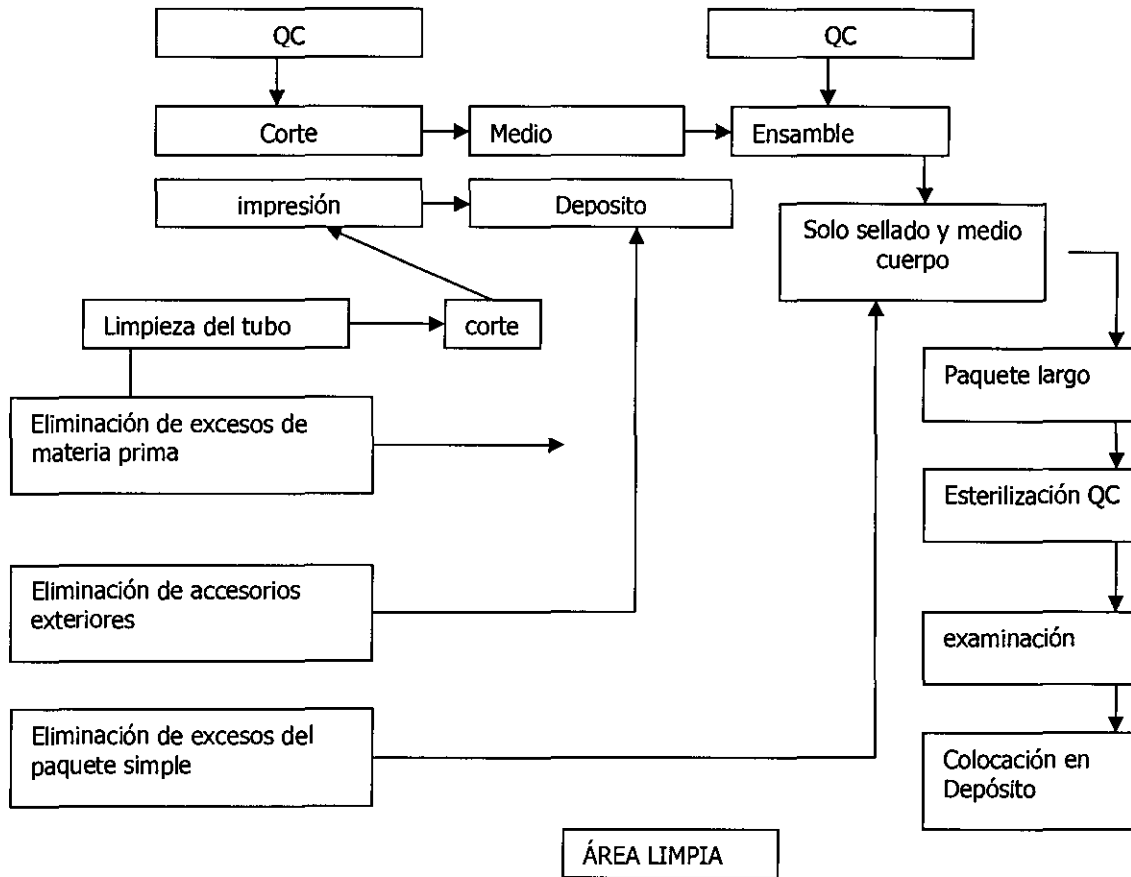 QC
QC
Corte
Medio
Ensamble
impresión
Deposito
Solo sellado y medio
cuerpo
Limpieza del tubo
corte
Paquete largo
Eliminación de excesos de
materia prima
Esterilización QC
Eliminación de accesorios
exteriores
examinación
Eliminación de excesos del
paquete simple
Colocación en
Depósito
ÁREA LIMPIA